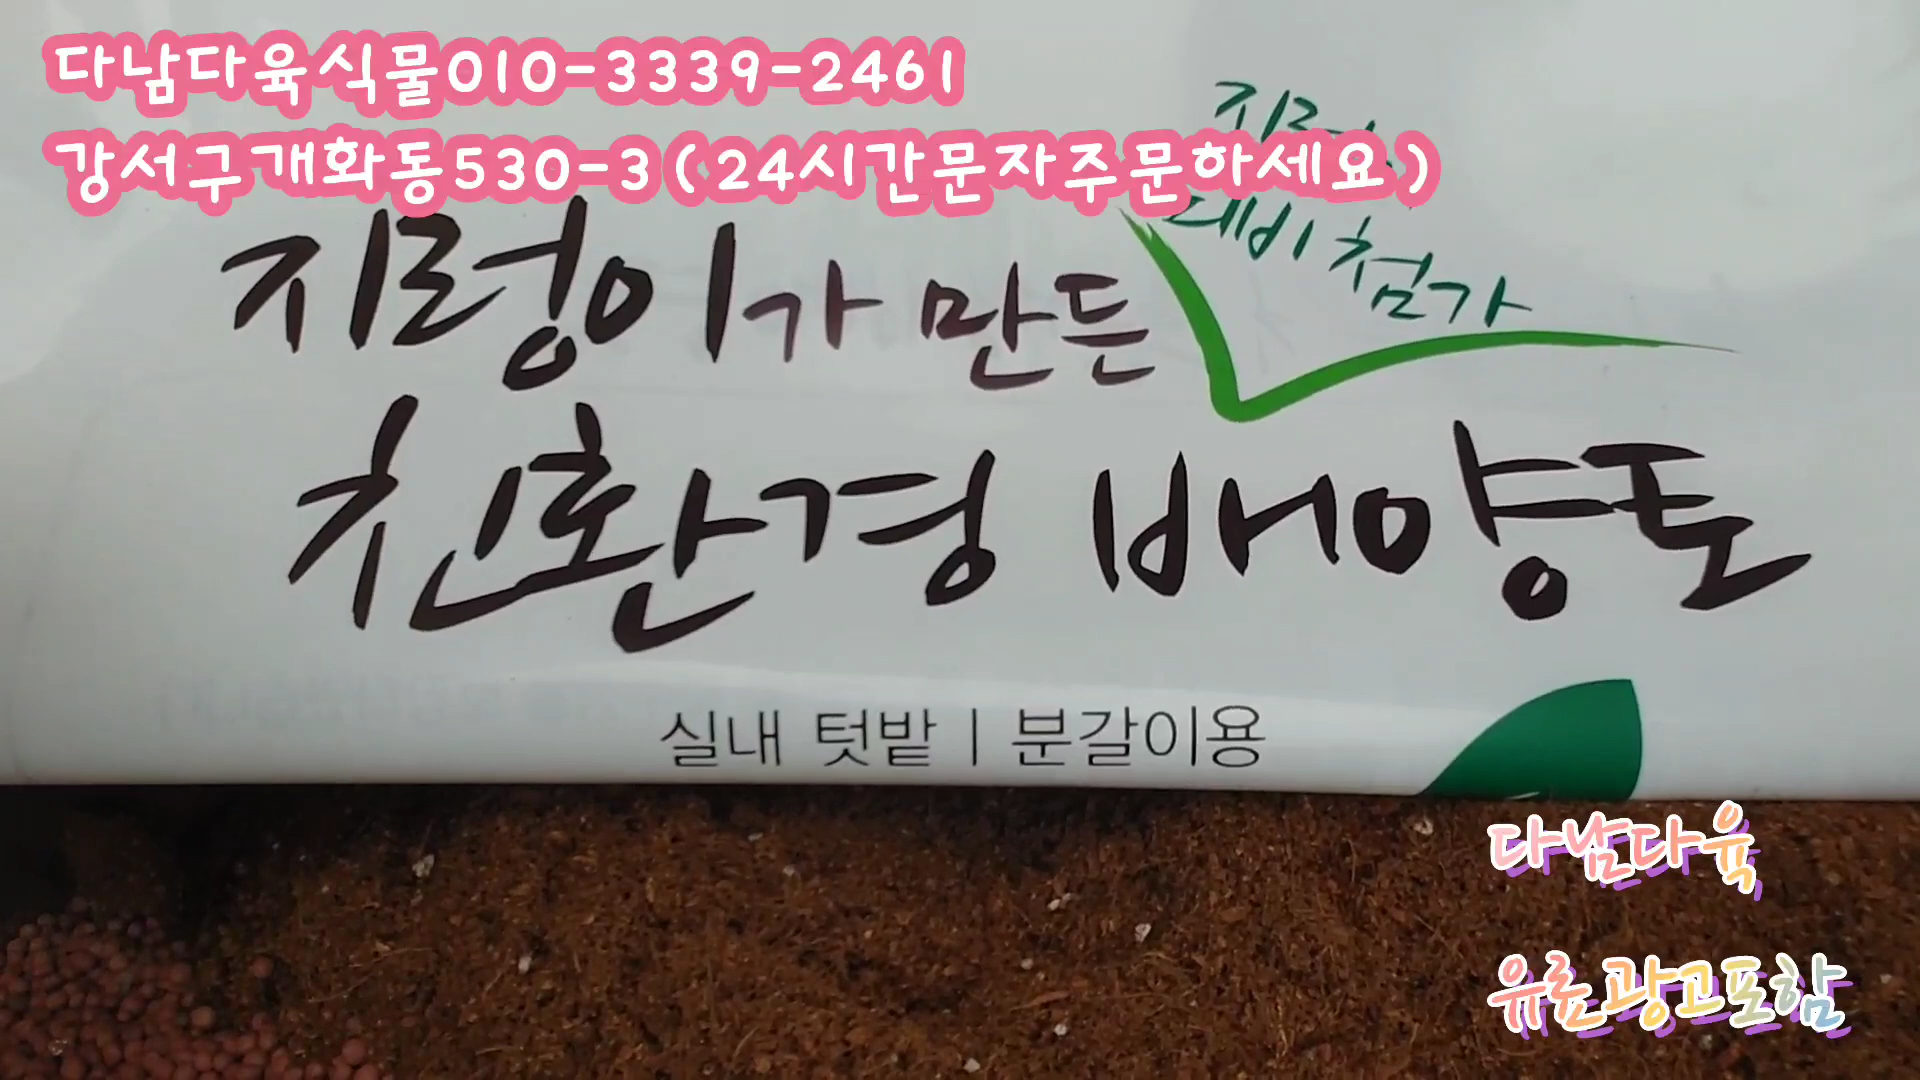 다남다육식물010-3339-2461
강서구개화동530-3(24시간문자주문하세요)
첨가
지렁이가 만든
친환경 배양토
실내 텃밭 | 분갈이용
다남다육
유료광고포함